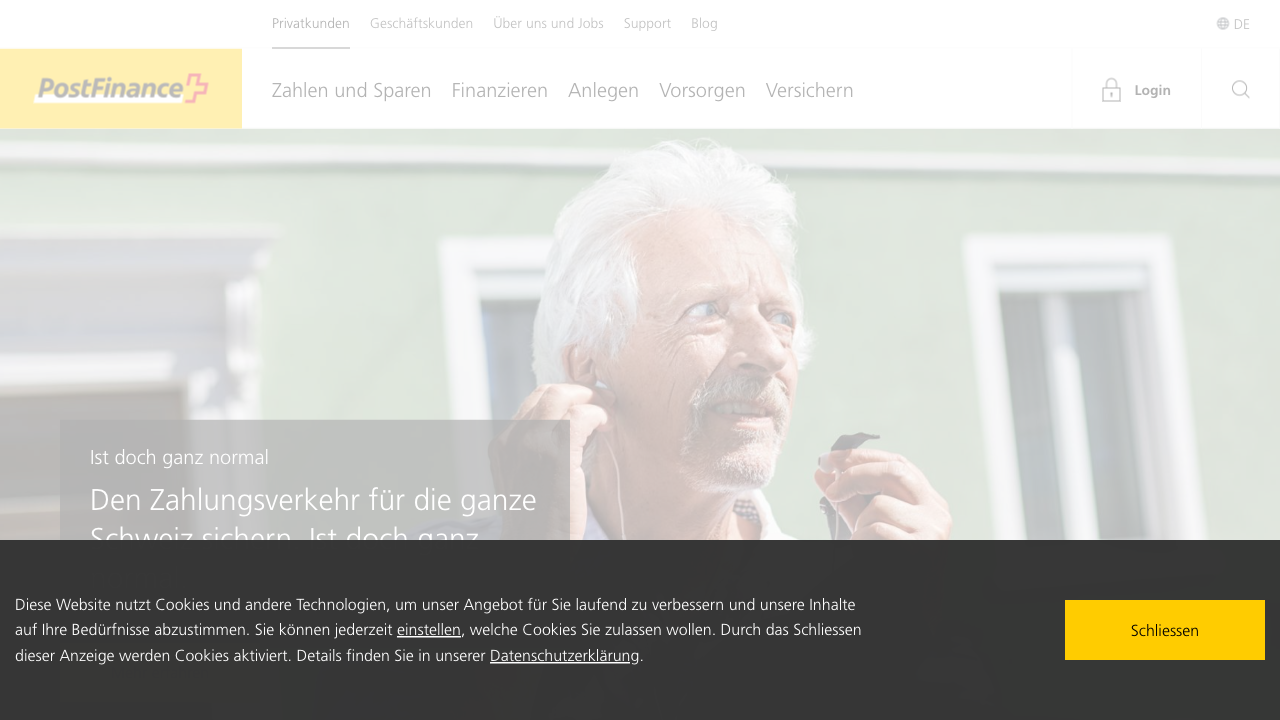 Privatkunden Geschäftskunden Über uns und Jobs Support Blog DE
PostFinance Zahlen und Sparen Finanzieren Anlegen Vorsorgen Versichern Login
Ist doch ganz normal
Den Zahlungsverkehr für die ganze
Schweiz sichern. Ist doch ganz
Diese Website nutzt Cookies und andere Technologien, um unser Angebot für Sie laufend zu verbessern und unsere Inhalte
auf Ihre Bedürfnisse abzustimmen. Sie können jederzeit einstellen, welche Cookies Sie zulassen wollen. Durch das Schliessen
dieser Anzeige werden Cookies aktiviert. Details finden Sie in unserer Datenschutzerklärung.
Schliessen